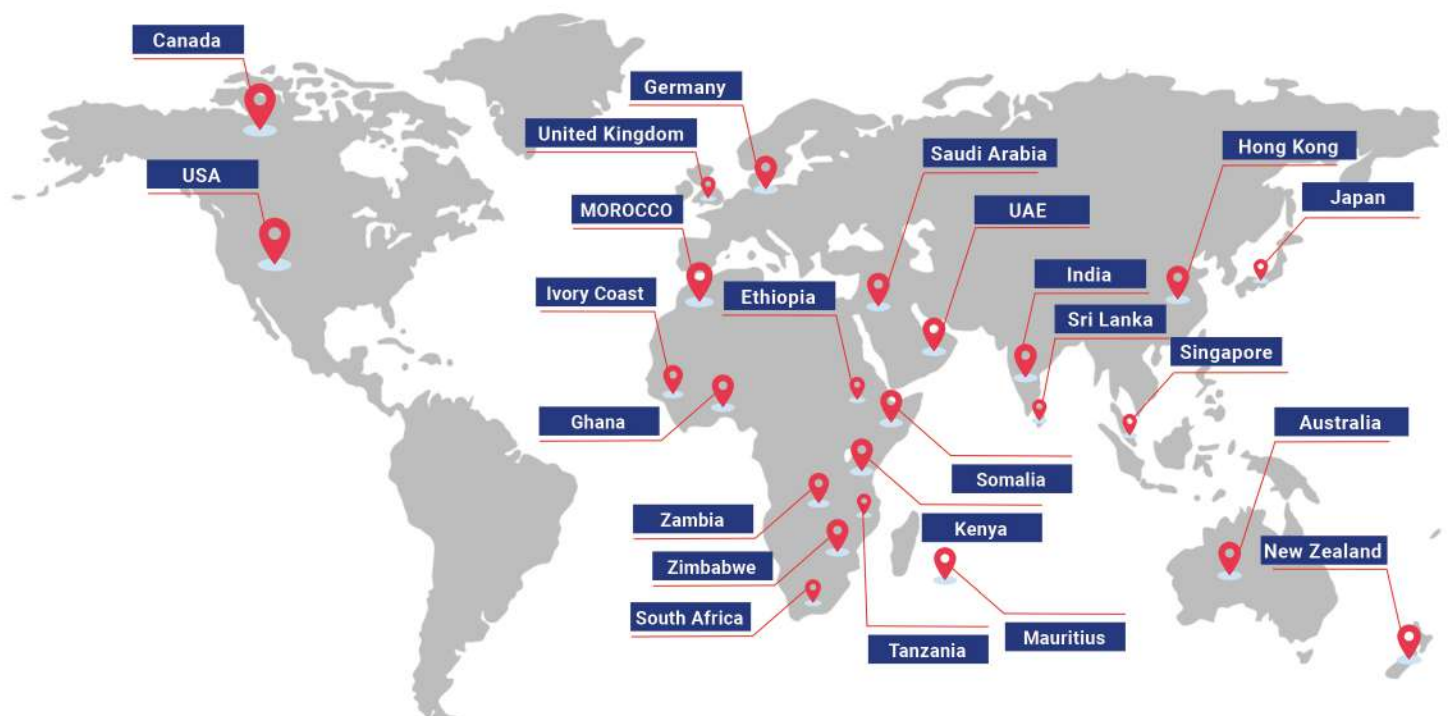 Canada
Germany
United Kingdom
Saudi Arabia
Hong Kong
USA
Japan
MOROCCO
UAE
India
Ivory Coast
Ethiopia
Sri Lanka
Singapore
Ghana
Australia
Somalia
Zambia
Kenya
New Zealand
Zimbabwe
South Africa
Mauritius
Tanzania